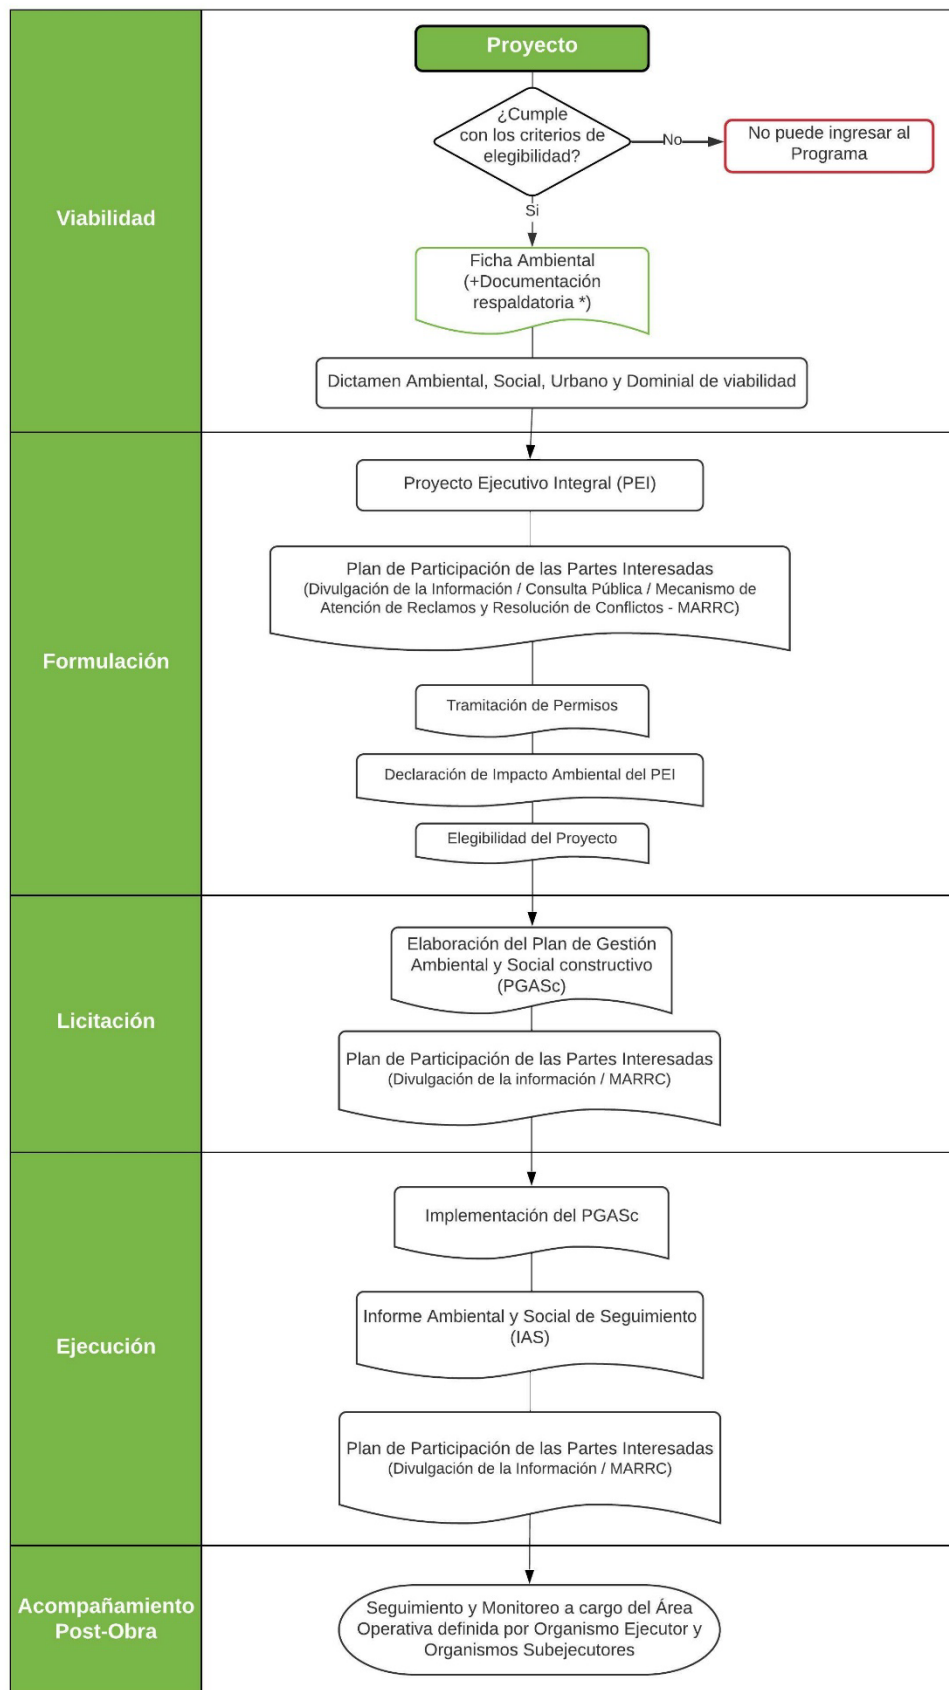 Proyecto
¿Cumple
con los criterios de
elegibilidad?
No
No puede ingresar al
Programa
Viabilidad
Si
Ficha Ambiental
(+Documentación
respaldatoria *)
Dictamen Ambiental, Social, Urbano y Dominial de viabilidad
Formulación
Proyecto Ejecutivo Integral (PEI)
Plan de Participación de las Partes Interesadas
(Divulgación de la Información / Consulta Pública / Mecanismo de
Atención de Reclamos y Resolución de Conflictos - MARRC)
Tramitación de Permisos
Declaración de Impacto Ambiental del PEI
Elegibilidad del Proyecto
Licitación
Elaboración del Plan de Gestión
Ambiental y Social constructivo
(PGASc)
Plan de Participación de las Partes Interesadas
(Divulgación de la información / MARRC)
Ejecución
Implementación del PGASc
Informe Ambiental y Social de Seguimiento
(IAS)
Plan de Participación de las Partes Interesadas
(Divulgación de la Información / MARRC)
Acompañamiento
Post-Obra
Seguimiento y Monitoreo a cargo del Área
Operativa definida por Organismo Ejecutor y
Organismos Subejecutores